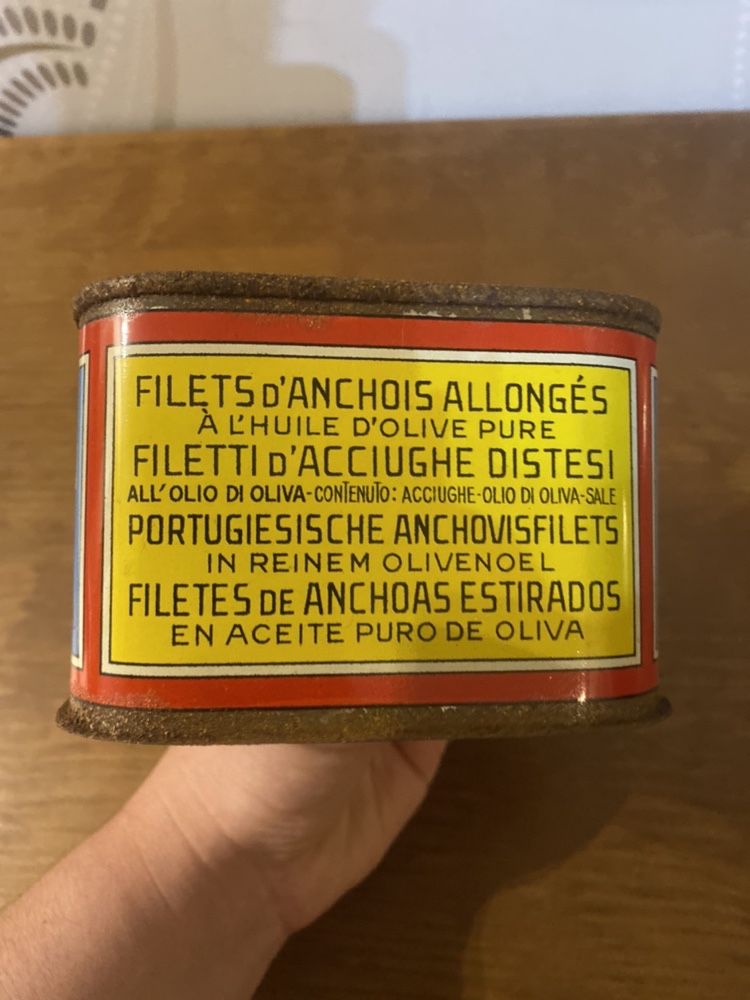 FILETS D'ANCHOIS ALLONGÉS
À L'HUILE D'OLIVE PURE
FILETTI D'ACCIUGHE DISTESI
ALL'OLIO DI OLIVA-CONTENUTO: ACCIUGHE-OLIO DI OLIVA-SALE
PORTUGIESISCHE ANCHOVISFILETS
IN REINEM OLIVENOEL
FILETES DE ANCHOAS ESTIRADOS
EN ACEITE PURO DE OLIVA